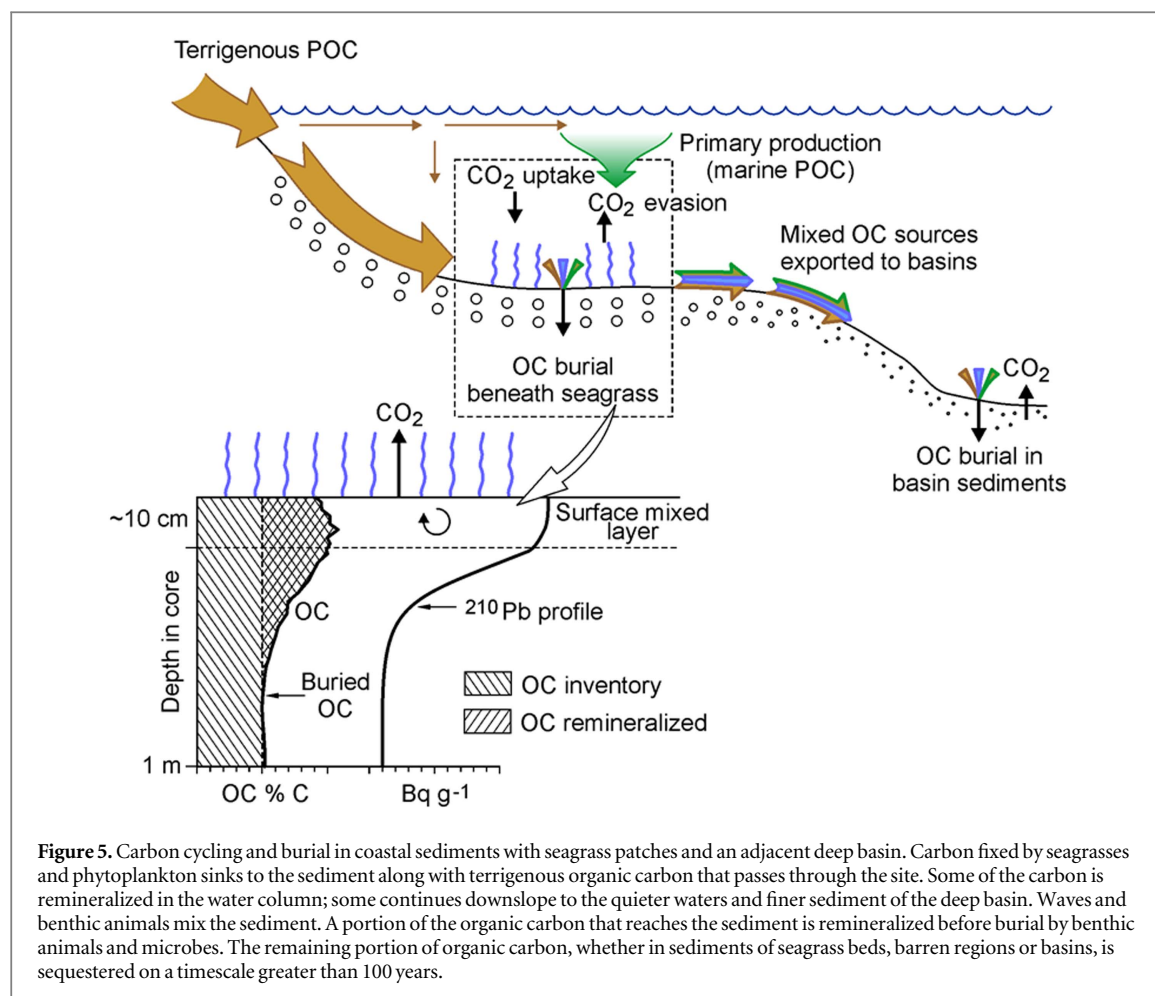 Terrigenous POC
Primary production
(marine POC)
CO2 uptake
CO2 evasion
Mixed OC sources
exported to basins
OC burial
beneath seagrass
CO2
OC burial in
basin sediments
CO2
~10 cm
Surface mixed
layer
Depth in core
OC
210Pb profile
Buried
OC
OC inventory
OC remineralized
1 m
OC % C
Bq g-1
Figure 5. Carbon cycling and burial in coastal sediments with seagrass patches and an adjacent deep basin. Carbon fixed by seagrasses
and phytoplankton sinks to the sediment along with terrigenous organic carbon that passes through the site. Some of the carbon is
remineralized in the water column; some continues downslope to the quieter waters and finer sediment of the deep basin. Waves and
benthic animals mix the sediment. A portion of the organic carbon that reaches the sediment is remineralized before burial by benthic
animals and microbes. The remaining portion of organic carbon, whether in sediments of seagrass beds, barren regions or basins, is
sequestered on a timescale greater than 100 years.